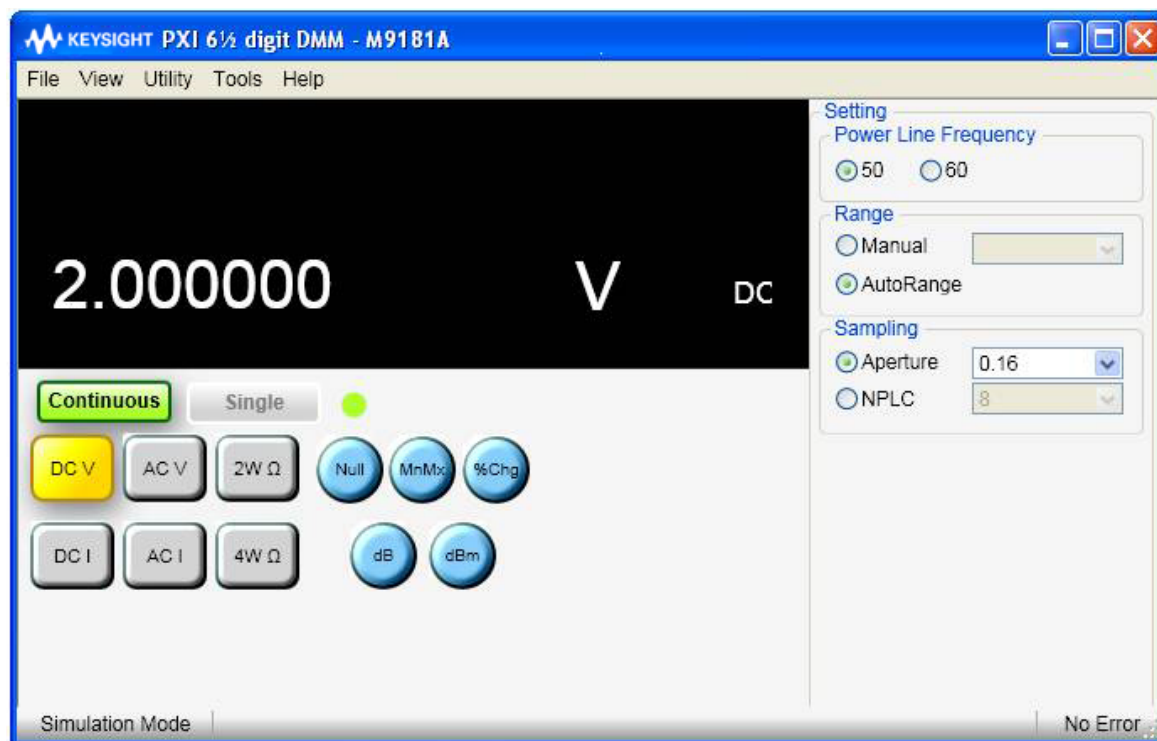 KEYSIGHT PXI 6½ digit DMM - M9181A
File View Utility Tools Help
2.000000 V DC
Setting
Power Line Frequency
50 60
Range
Manual
AutoRange
Sampling
Aperture 0.16
NPLC 8
Continuous Single
DC V AC V 2W Ω Null MnMx %Chg
DC I AC I 4W Ω dB dBm
Simulation Mode No Error